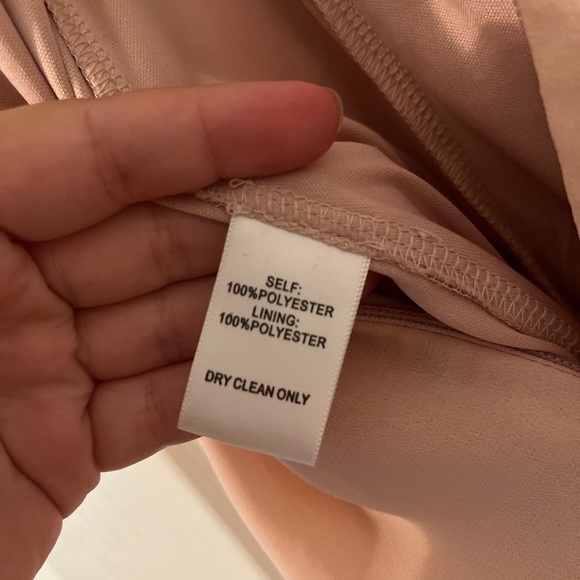 SELF:
100%POLYESTER
LINING:
100%POLYESTER
DRY CLEAN ONLY